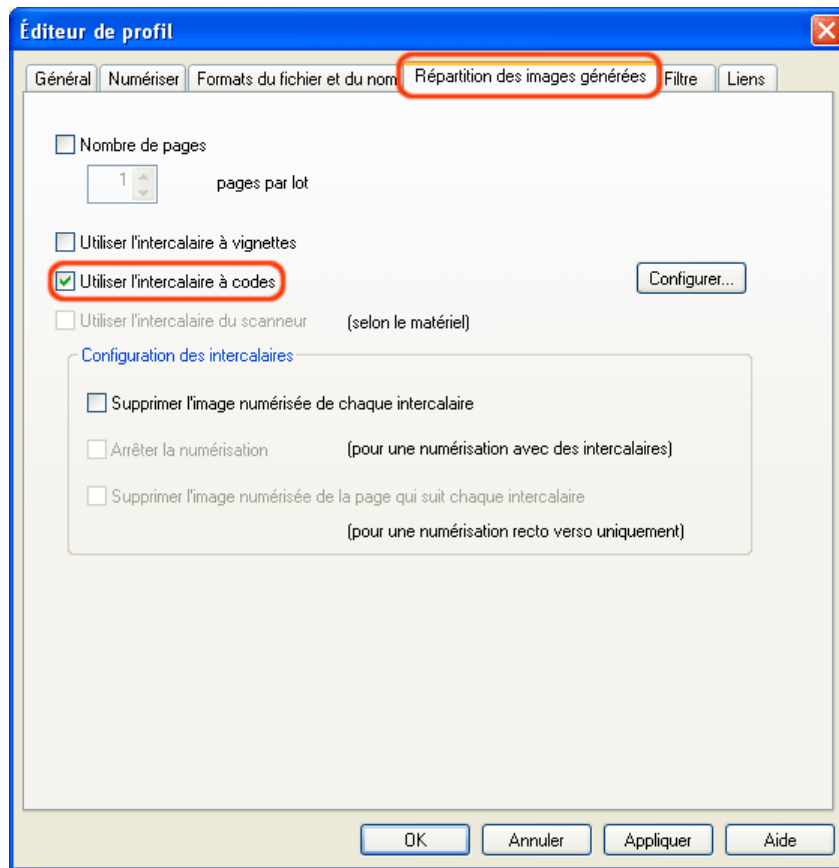 Éditeur de profil
Général Numériser Formats du fichier et du nom Répartition des images générées Filtre Liens
Nombre de pages
1 pages par lot
Utiliser l'intercalaire à vignettes
Utiliser l'intercalaire à codes Configurer...
Utiliser l'intercalaire du scanneur (selon le matériel)
Configuration des intercalaires
Supprimer l'image numérisée de chaque intercalaire
Arrêter la numérisation (pour une numérisation avec des intercalaires)
Supprimer l'image numérisée de la page qui suit chaque intercalaire
(pour une numérisation recto verso uniquement)
OK Annuler Appliquer Aide